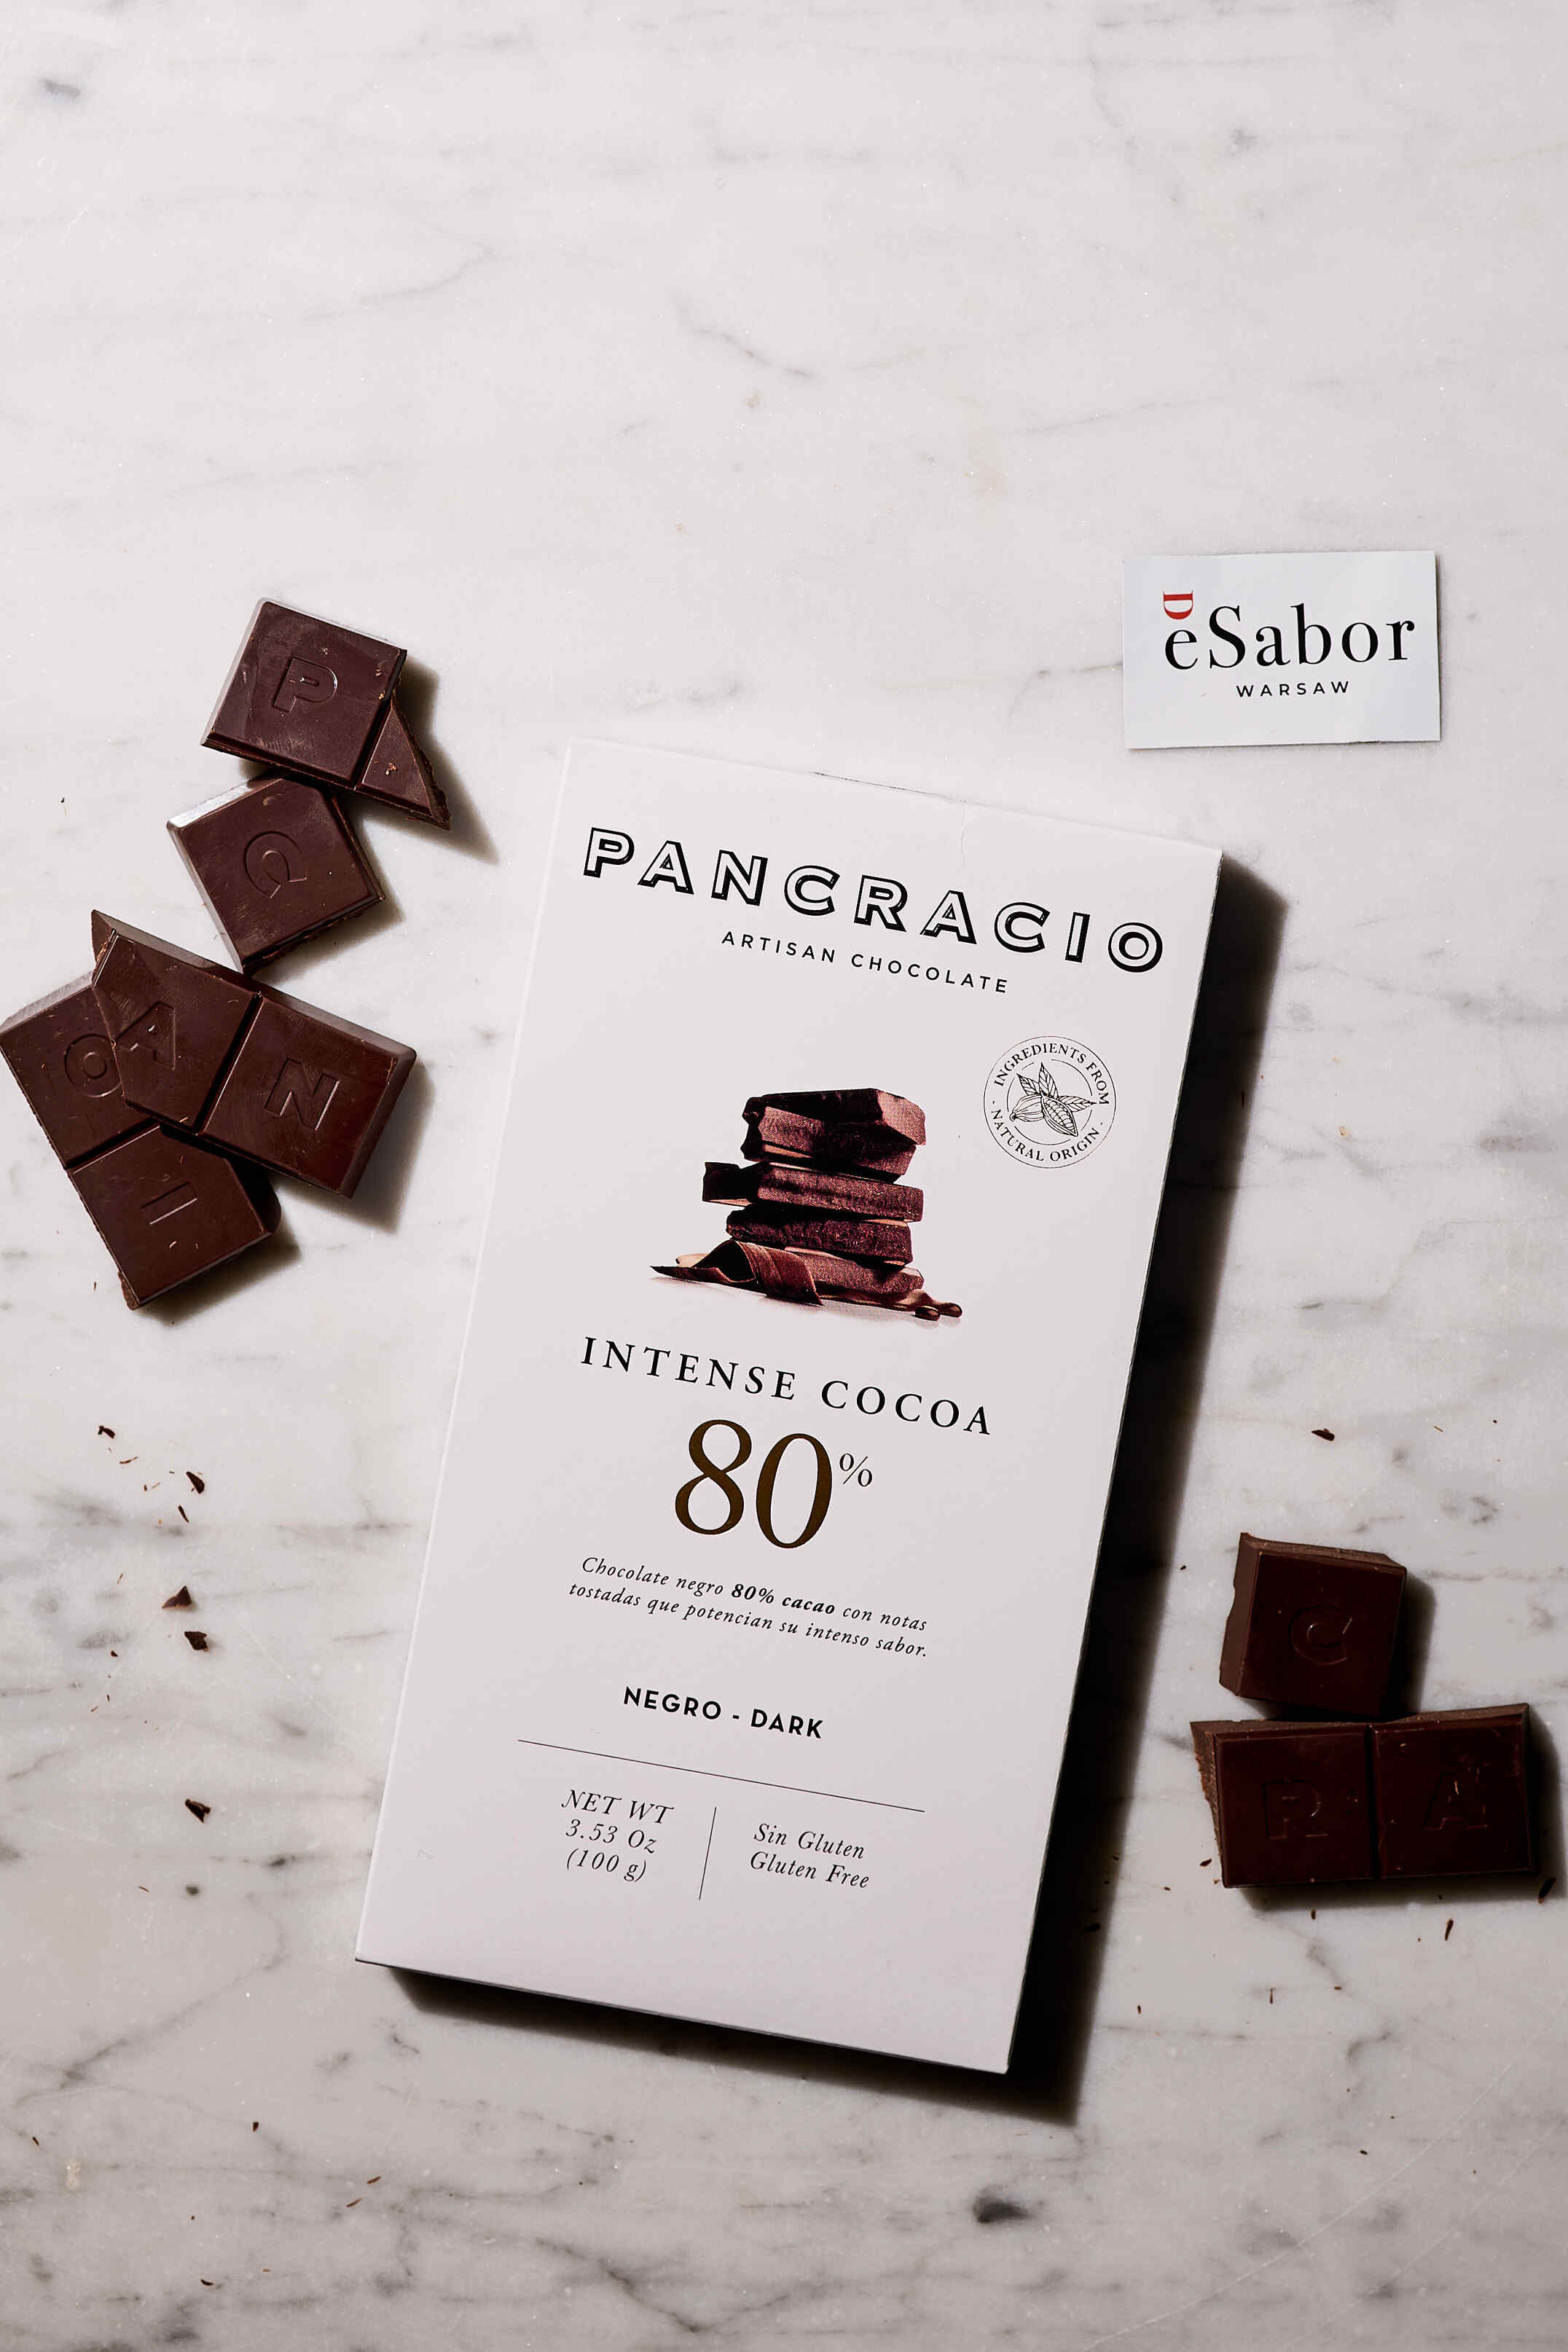 DeSabor
WARSAW
PANCRACIO
ARTISAN CHOCOLATE
INGREDIENTS FROM
· NATURAL ORIGIN ·
INTENSE COCOA
80%
Chocolate negro 80% cacao con notas
tostadas que potencian su intenso sabor.
NEGRO - DARK
NET WT
3.53 Oz
(100 g)
Sin Gluten
Gluten Free
P
C
O
A
N
I
C
R
A